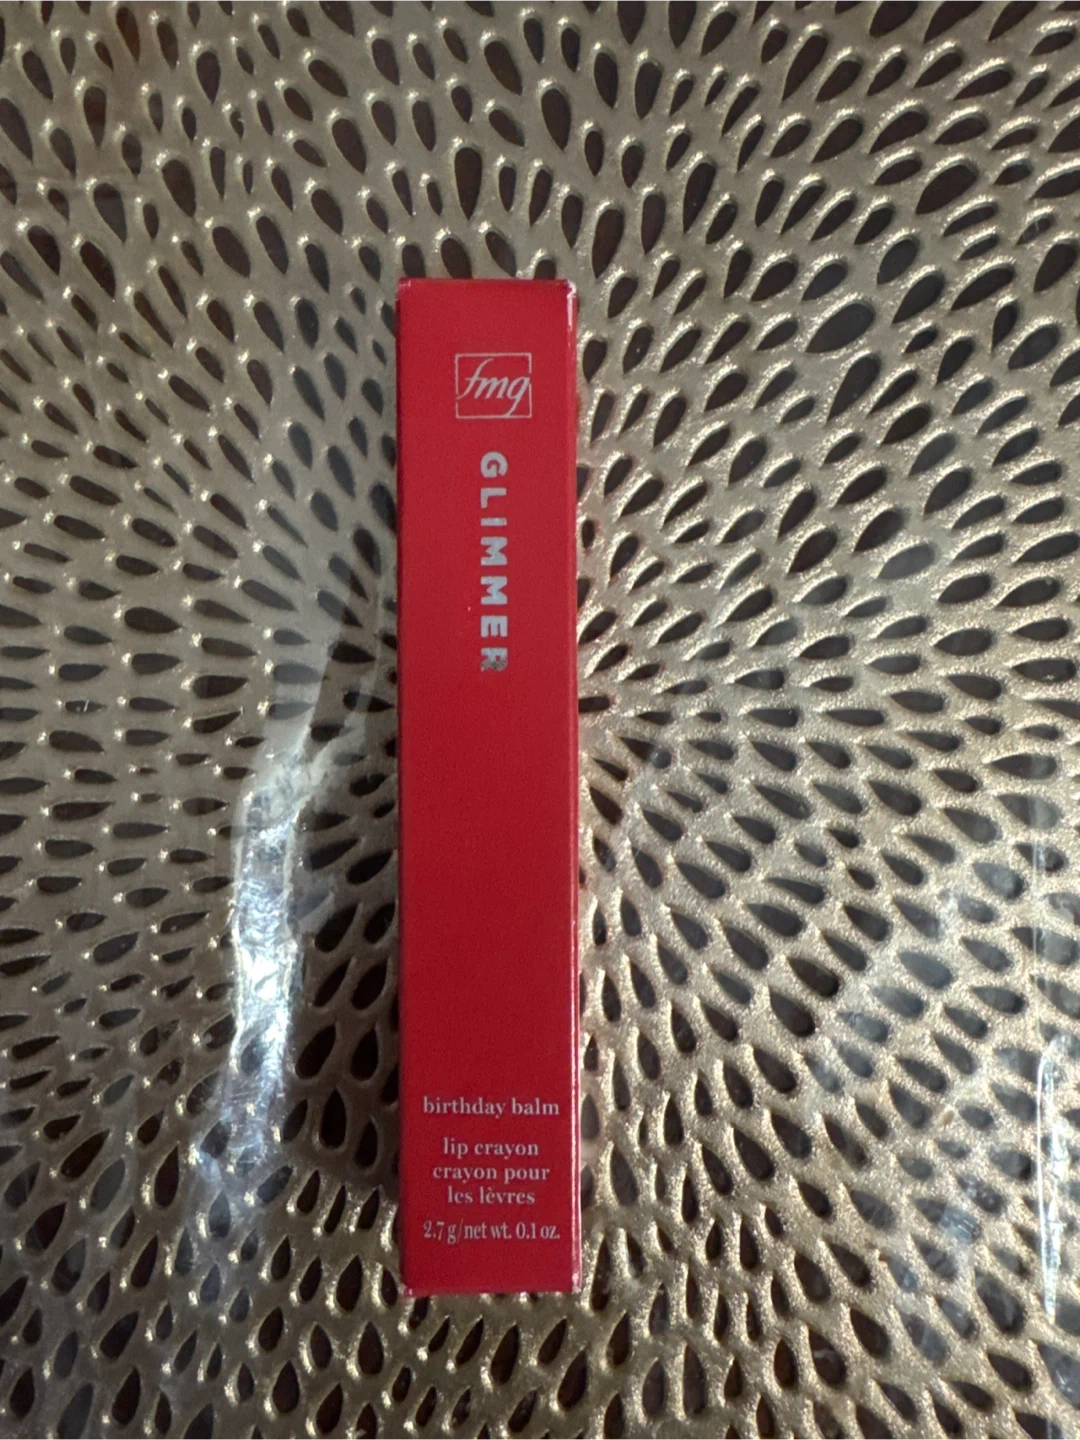 fmg
GLIMMER
birthday balm
lip crayon
crayon pour
les lèvres
2.7 g/net wt. 0.1 oz.